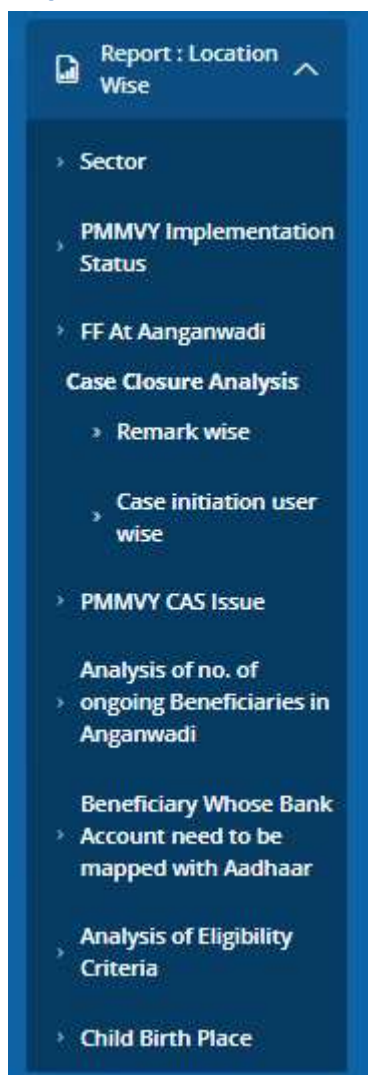 Report : Location
Wise
Sector
PMMVY Implementation
Status
FF At Aanganwadi
Case Closure Analysis
Remark wise
Case initiation user
wise
PMMVY CAS Issue
Analysis of no. of
ongoing Beneficiaries in
Anganwadi
Beneficiary Whose Bank
Account need to be
mapped with Aadhaar
Analysis of Eligibility
Criteria
Child Birth Place